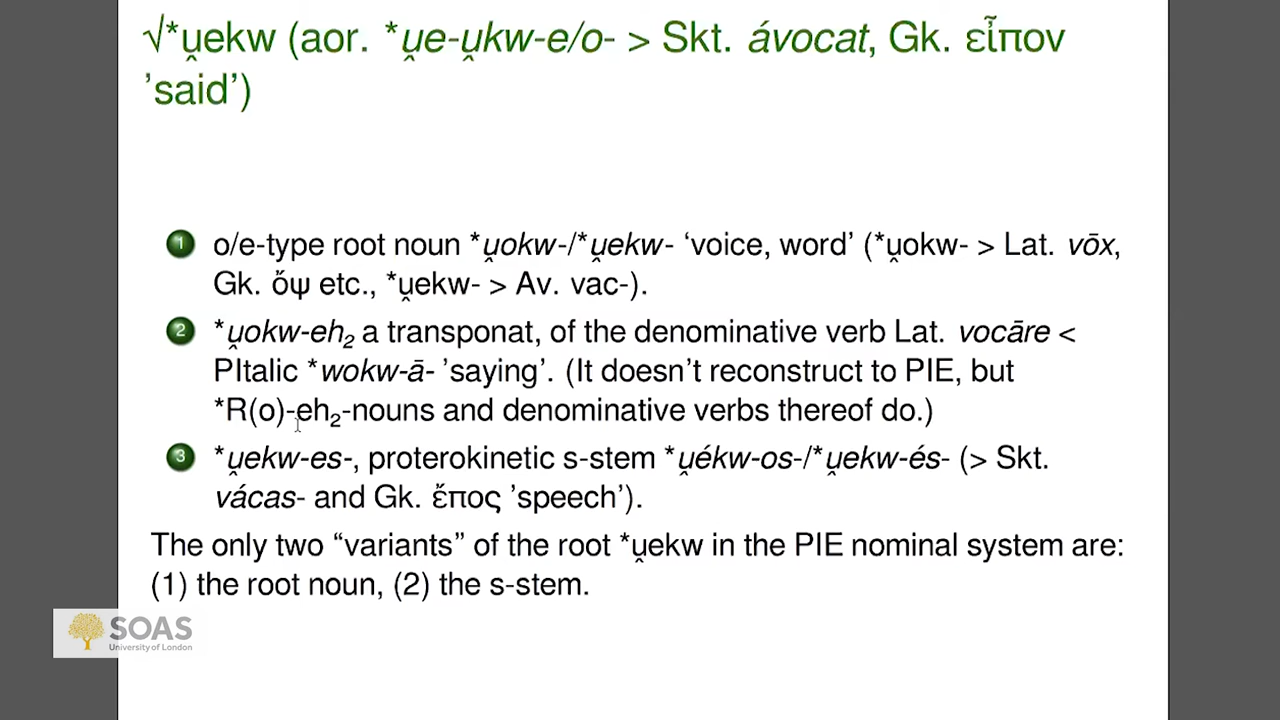 √*u̯ekw (aor. *u̯e-u̯kw-e/o- > Skt. ávocat, Gk. εἶπον
’said’)
1 o/e-type root noun *u̯okw-/*u̯ekw- ‘voice, word’ (*u̯okw- > Lat. vōx,
Gk. ὄψ etc., *u̯ekw- > Av. vac-).
2 *u̯okw-eh₂ a transponat, of the denominative verb Lat. vocāre <
PItalic *wokw-ā- ’saying’. (It doesn’t reconstruct to PIE, but
*R(o)-eh₂-nouns and denominative verbs thereof do.)
3 *u̯ekw-es-, proterokinetic s-stem *u̯ékw-os-/*u̯ekw-és- (> Skt.
vácas- and Gk. ἔπος ’speech’).
The only two “variants” of the root *u̯ekw in the PIE nominal system are:
(1) the root noun, (2) the s-stem.
SOAS
University of London